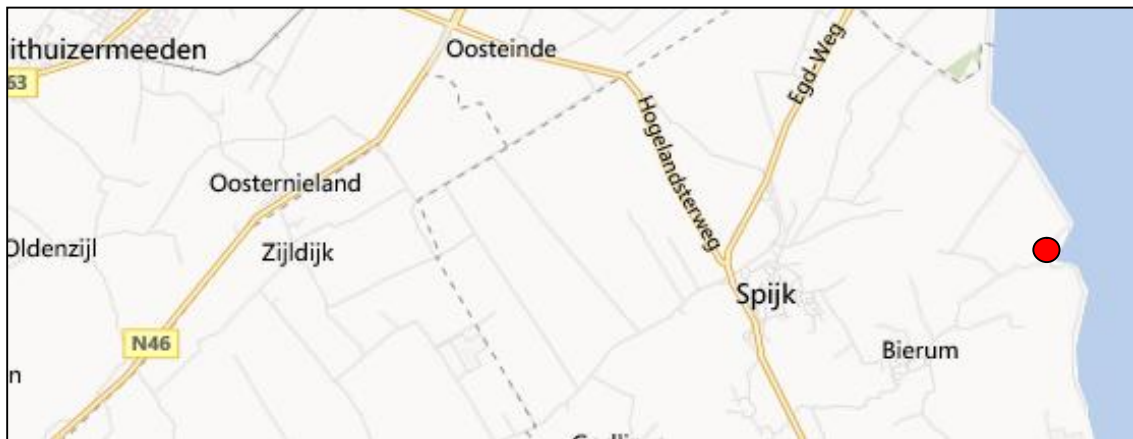 ithuizermeeden
Oosteinde
Egd-Weg
63
Hogelandsterweg
Oosternieland
Oldenzijl
Zijldijk
Spijk
N46
Bierum
n